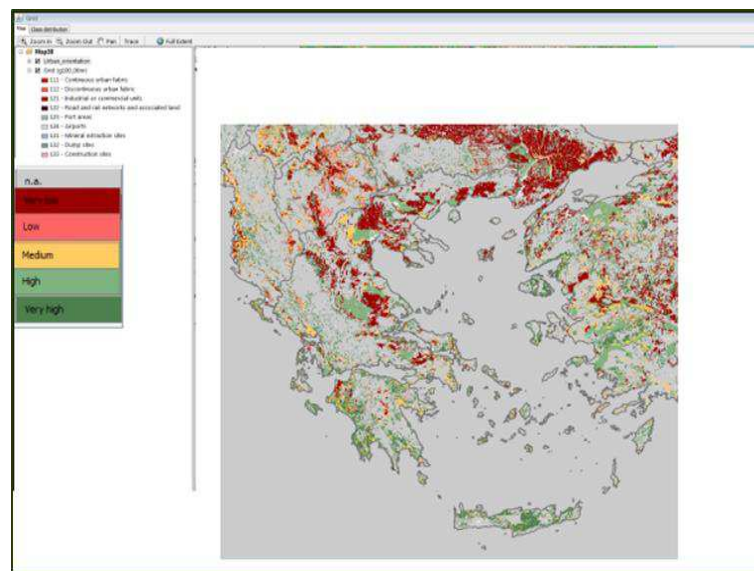 Grid
Map Class distribution
Zoom In Zoom Out Pan Trace Full Extent
Map30
Urban_orientation
111 - Continuous urban fabric
112 - Discontinuous urban fabric
121 - Industrial or commercial units
122 - Road and rail networks and associated land
123 - Port areas
124 - Airports
131 - Mineral extraction sites
132 - Dump sites
133 - Construction sites
n.a.
Very low
Low
Medium
High
Very high